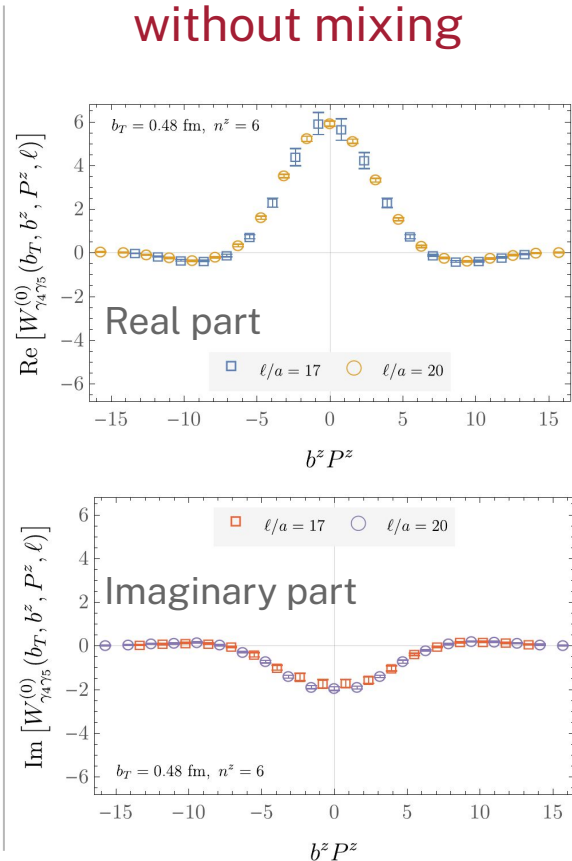 without mixing
b_T = 0.48 fm, n^z = 6
Re [W^{(0)}_{γ_4γ_5}(b_T, b^z, P^z, ℓ)]
6
4
2
0
−2
−4
−6
Real part
ℓ/a = 17 ℓ/a = 20
−15 −10 −5 0 5 10 15
b^z P^z
Im [W^{(0)}_{γ_4γ_5}(b_T, b^z, P^z, ℓ)]
6
4
2
0
−2
−4
−6
ℓ/a = 17 ℓ/a = 20
Imaginary part
b_T = 0.48 fm, n^z = 6
−15 −10 −5 0 5 10 15
b^z P^z